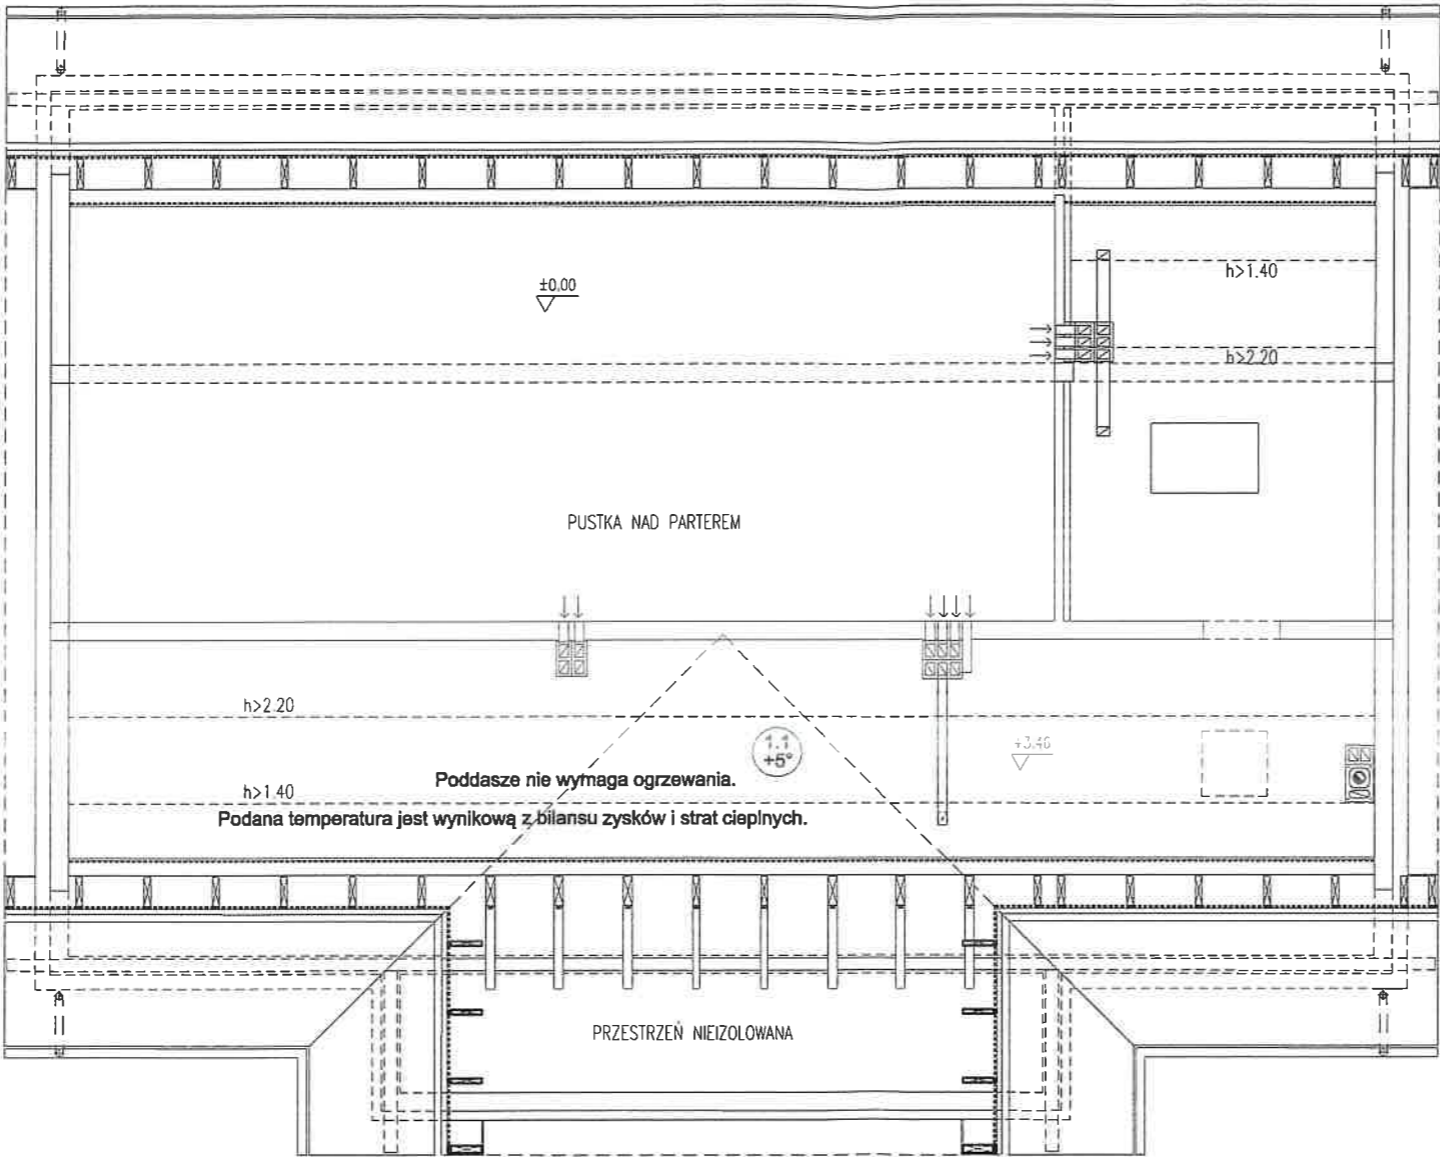 h>1.40
±0.00
h>2.20
PUSTKA NAD PARTEREM
h>2.20
1.1
+5°
+3.46
Poddasze nie wymaga ogrzewania.
h>1.40
Podana temperatura jest wynikową z bilansu zysków i strat cieplnych.
PRZESTRZEŃ NIEIZOLOWANA